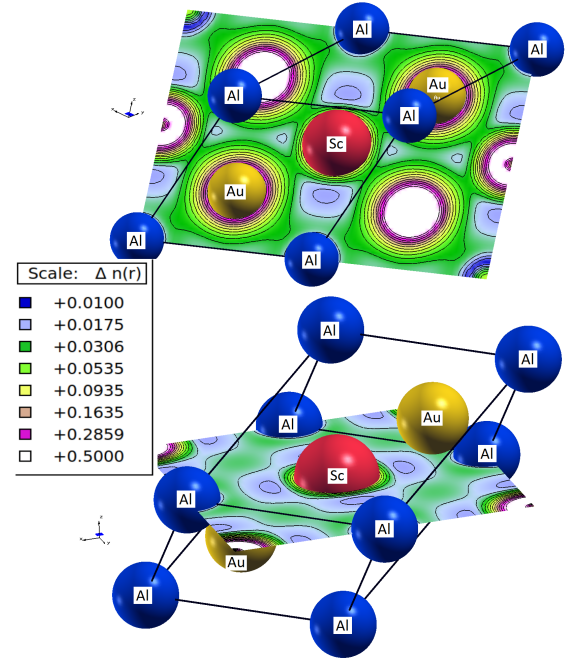 Al
Al
Au
Al
Al
Sc
Au
Al
Al
Scale: Δ n(r)
+0.0100
+0.0175
+0.0306
+0.0535
+0.0935
+0.1635
+0.2859
+0.5000
Al
Al
Au
Al
Al
Sc
Al
Al
Au
Al
Al